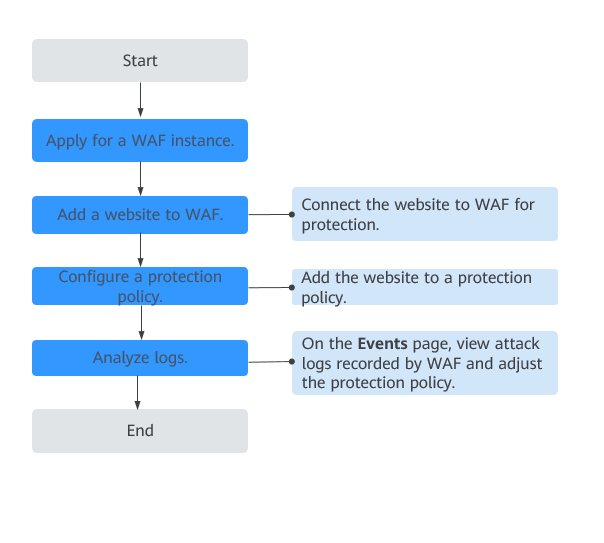 Start
Apply for a WAF instance.
Add a website to WAF.
Connect the website to WAF for
protection.
Configure a protection
policy.
Add the website to a protection
policy.
Analyze logs.
On the Events page, view attack
logs recorded by WAF and adjust
the protection policy.
End